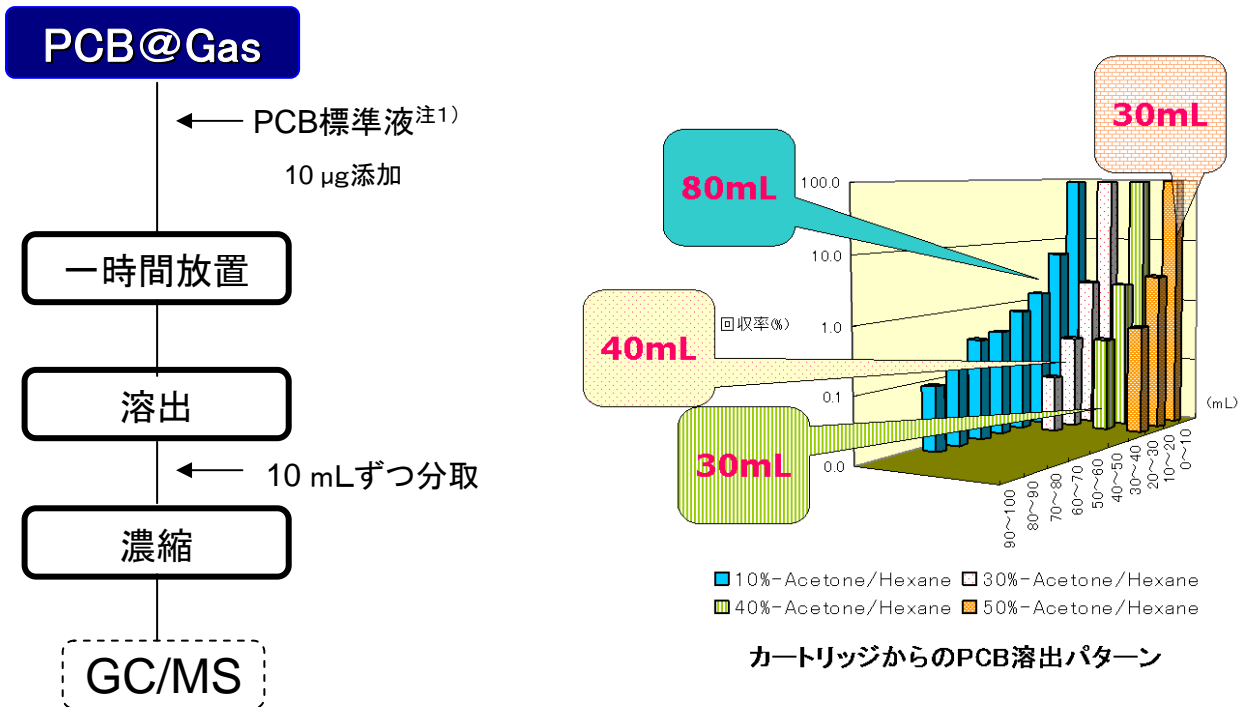 PCB@Gas
PCB標準液注1)
10 µg添加
一時間放置
溶出
10 mLずつ分取
濃縮
GC/MS
30mL
80mL
40mL
30mL
回収率(%)
100.0
10.0
1.0
0.1
0.0
(mL)
90～100
80～90
70～80
60～70
50～60
40～50
30～40
20～30
10～20
0～10
10%-Acetone/Hexane 30%-Acetone/Hexane
40%-Acetone/Hexane 50%-Acetone/Hexane
カートリッジからのPCB溶出パターン